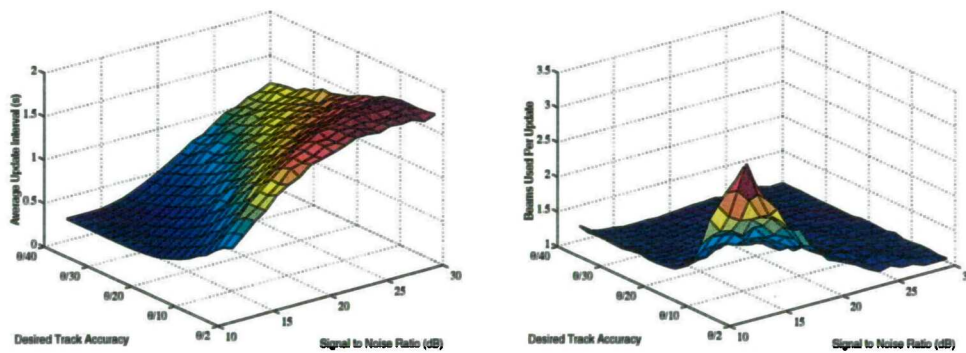 2
1.5
1
0.5
0
Average Update Interval (s)
θ/40
θ/30
θ/20
θ/10
θ/2
10
15
20
25
30
Desired Track Accuracy
Signal to Noise Ratio (dB)
3.5
3
2.5
2
1.5
1
Beams Used Per Update
θ/40
θ/30
θ/20
θ/10
θ/2
10
15
20
25
3
Desired Track Accuracy
Signal to Noise Ratio (dB)